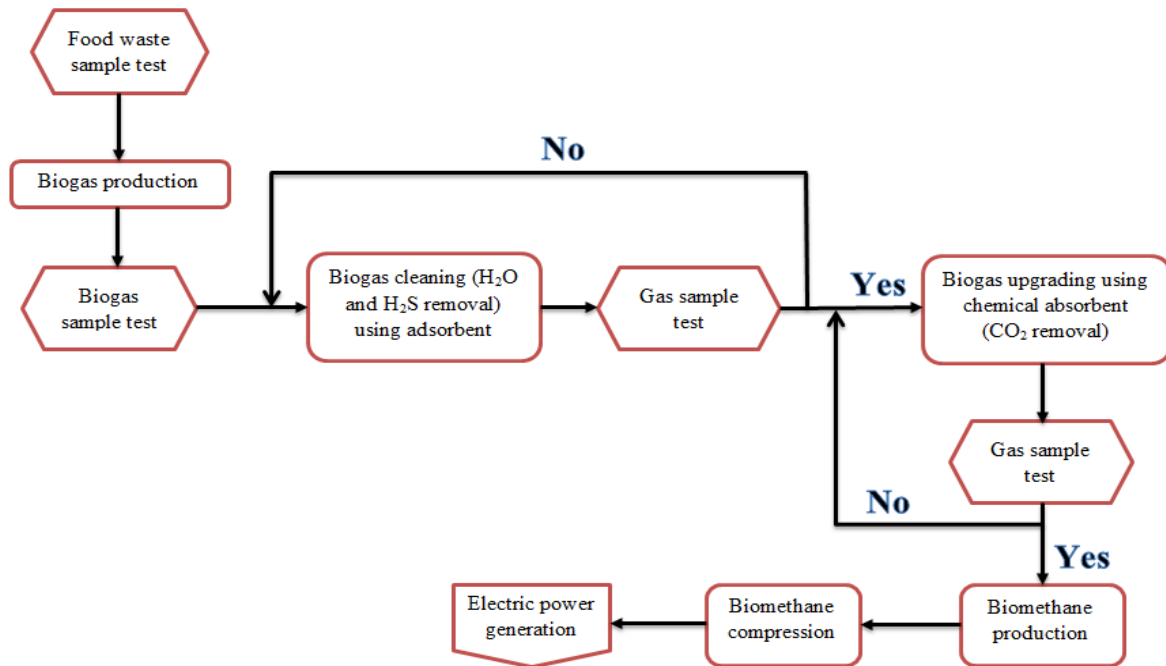 Food waste
sample test
Biogas production
Biogas
sample test
No
Biogas cleaning (H₂O
and H₂S removal)
using adsorbent
Gas sample
test
Yes
Biogas upgrading using
chemical absorbent
(CO₂ removal)
Gas sample
test
No
Yes
Biomethane
production
Biomethane
compression
Electric power
generation